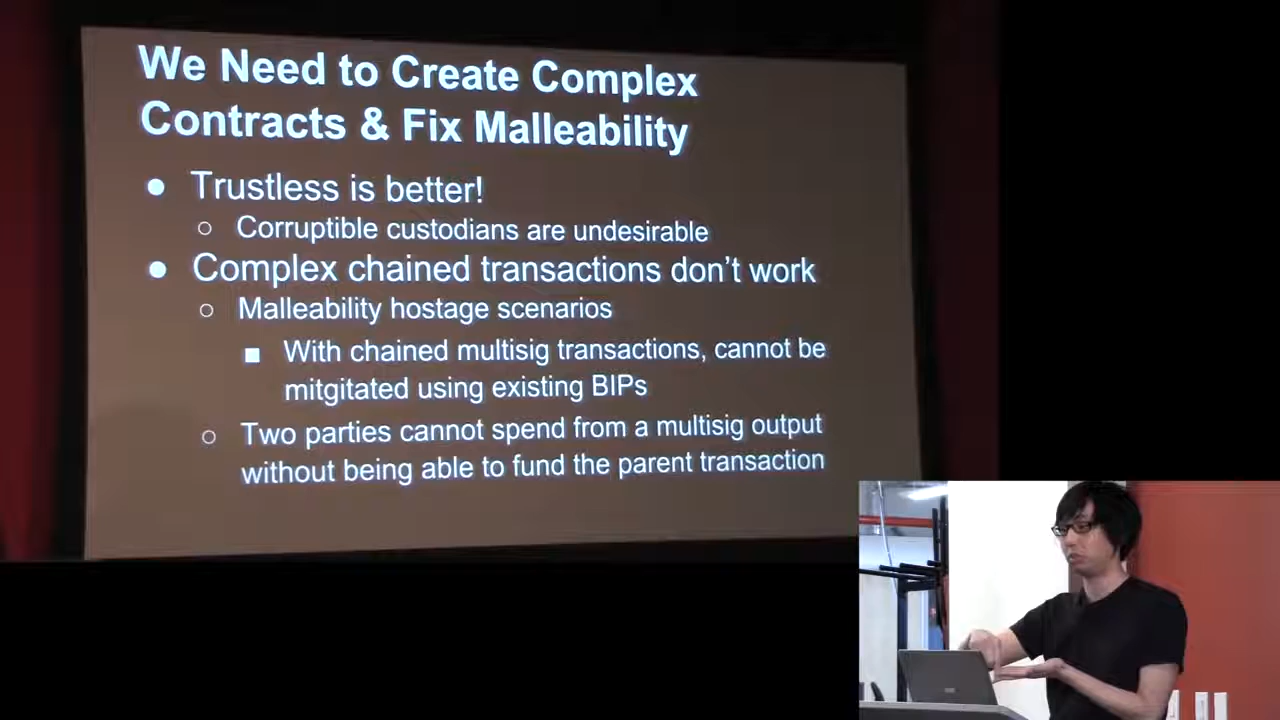 We Need to Create Complex
Contracts & Fix Malleability
● Trustless is better!
○ Corruptible custodians are undesirable
● Complex chained transactions don't work
○ Malleability hostage scenarios
■ With chained multisig transactions, cannot be
mitgitated using existing BIPs
○ Two parties cannot spend from a multisig output
without being able to fund the parent transaction